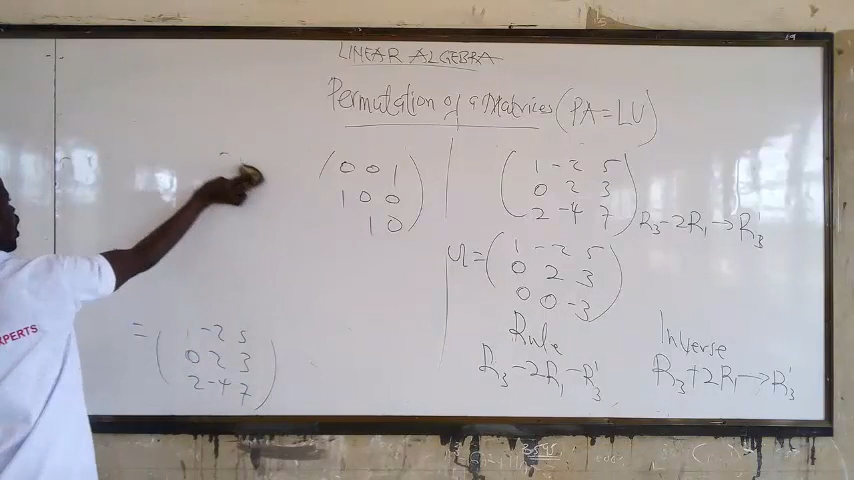 LINEAR ALGEBRA
Permutation of a Matrices (PA = LU)
0 0 1
1 0 0
1 0
1 -2 5
0 2 3
2 -4 7
R3 - 2R1 → R3'
U = 1 -2 5
0 2 3
0 0 -3
= 1 -2 5
0 2 3
2 -4 7
Rule
R3 - 2R1 - R3'
Inverse
R3 + 2R1 → R3'
XPERTS